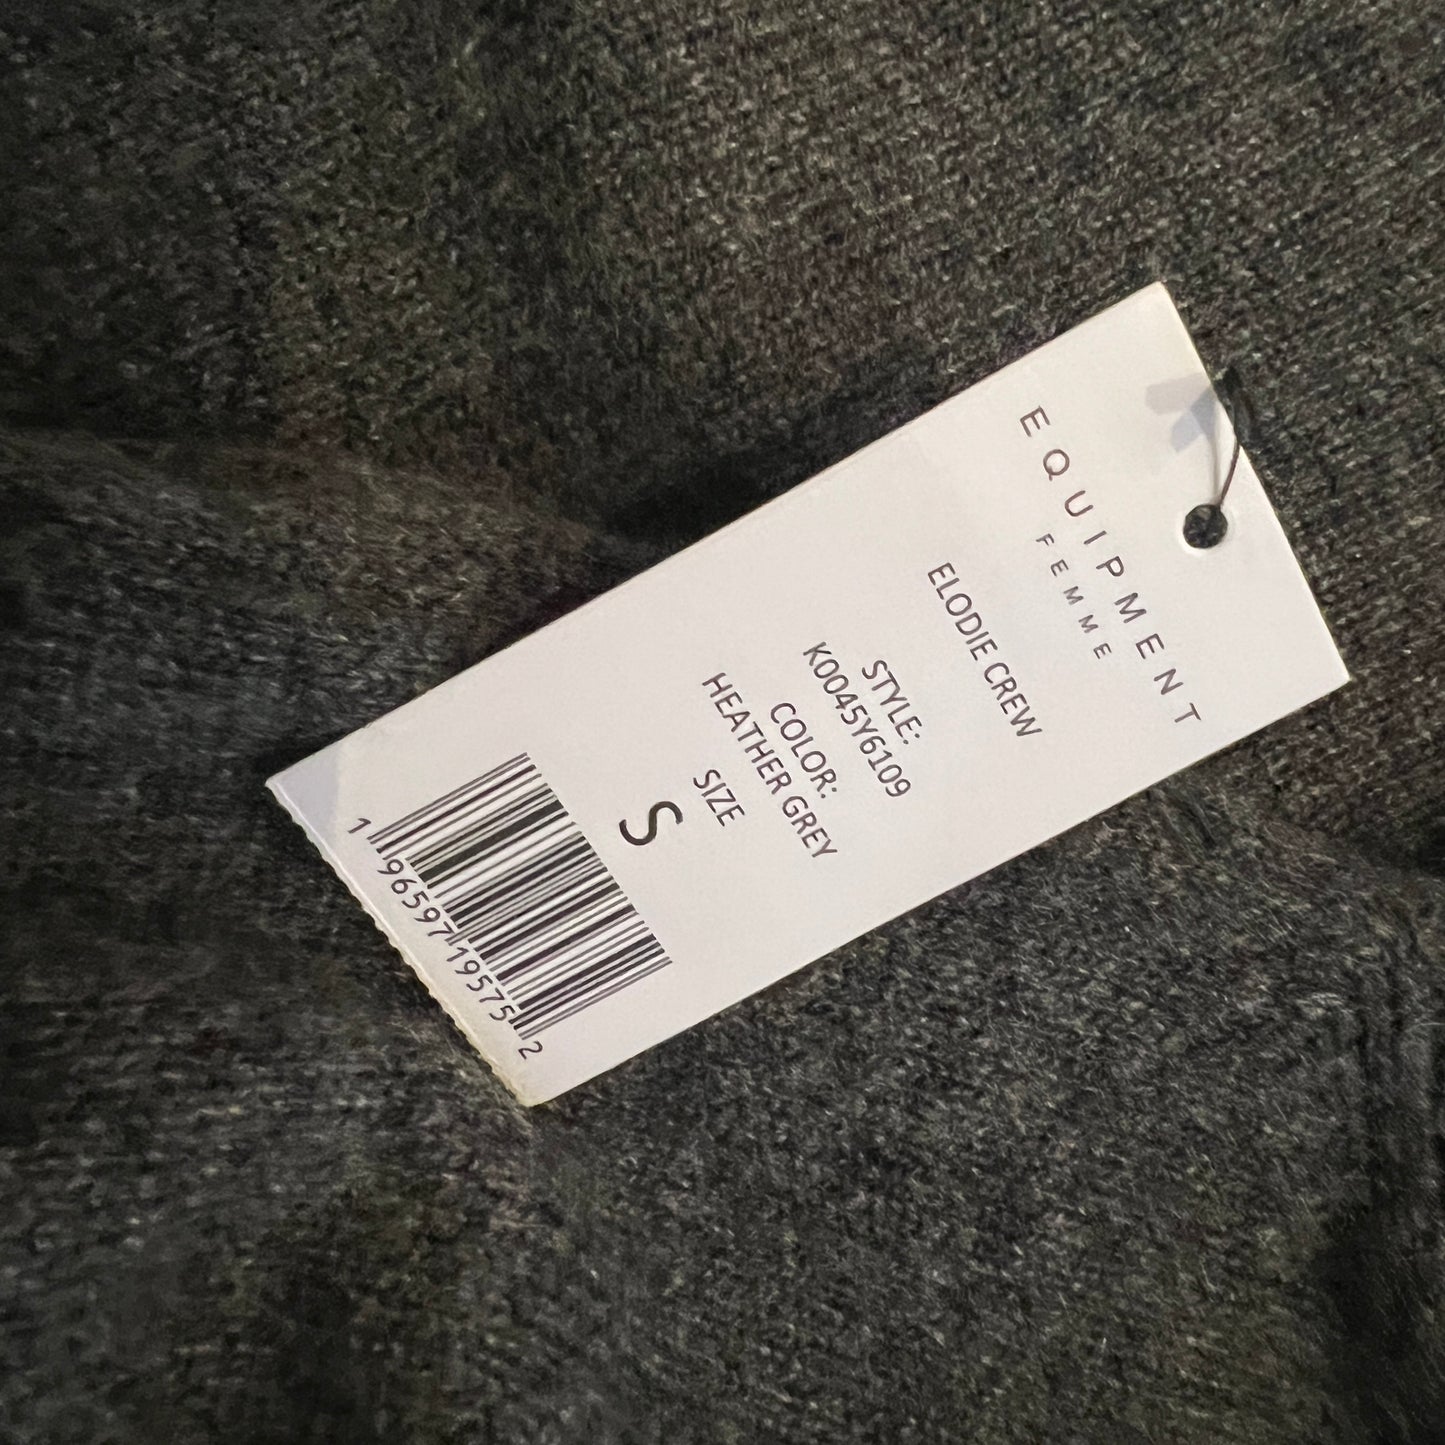 EQUIPMENT
FEMME
ELODIE CREW
STYLE:
K0045Y6109
COLOR:
HEATHER GREY
SIZE
S
1 96597 19575 2